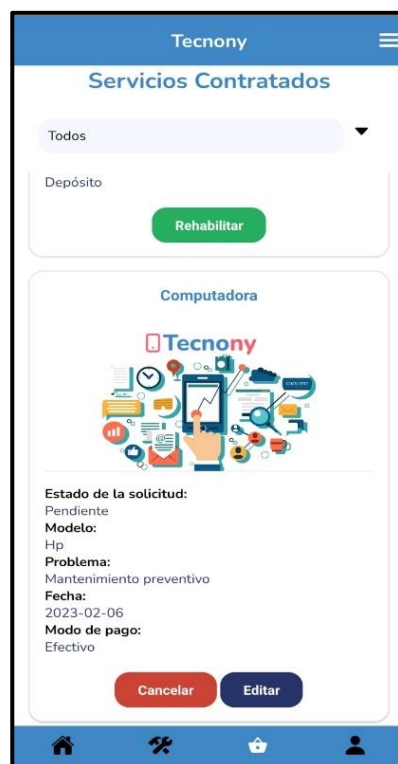 Tecnony
Servicios Contratados
Todos
Depósito
Rehabilitar
Computadora
Tecnony
Estado de la solicitud:
Pendiente
Modelo:
Hp
Problema:
Mantenimiento preventivo
Fecha:
2023-02-06
Modo de pago:
Efectivo
Cancelar Editar